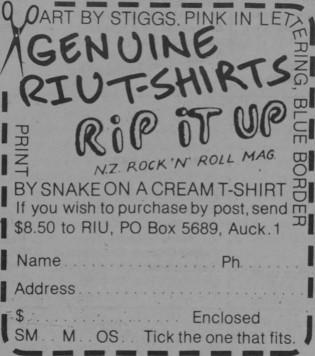 ART BY STIGGS. PINK IN LETTERING, BLUE BORDER
GENUINE
RIU T-SHIRTS
RiP iT UP
N.Z. ROCK 'N' ROLL MAG.
PRINT
BY SNAKE ON A CREAM T-SHIRT
If you wish to purchase by post, send
$8.50 to RIU, PO Box 5689, Auck.1
Name.......................... Ph..............
Address....................................
$.............................. Enclosed
SM.. M.. OS.. Tick the one that fits.